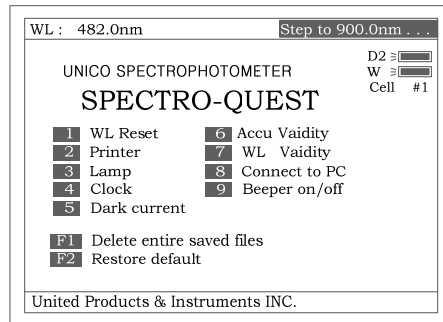 WL : 482.0nm Step to 900.0nm . . .
D2
UNICO SPECTROPHOTOMETER W
Cell #1
SPECTRO-QUEST
1 WL Reset 6 Accu Vaidity
2 Printer 7 WL Vaidity
3 Lamp 8 Connect to PC
4 Clock 9 Beeper on/off
5 Dark current
F1 Delete entire saved files
F2 Restore default
United Products & Instruments INC.